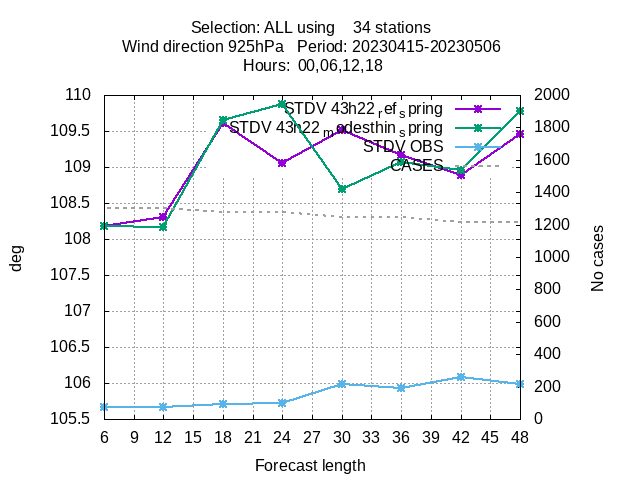 Selection: ALL using    34 stations
Wind direction 925hPa   Period: 20230415-20230506
Hours: 00,06,12,18
STDV 43h22_ref_spring
STDV 43h22_modesthin_spring
STDV OBS
CASES
110
109.5
109
108.5
108
107.5
107
106.5
106
105.5
2000
1800
1600
1400
1200
1000
800
600
400
200
0
deg
No cases
6 9 12 15 18 21 24 27 30 33 36 39 42 45 48
Forecast length